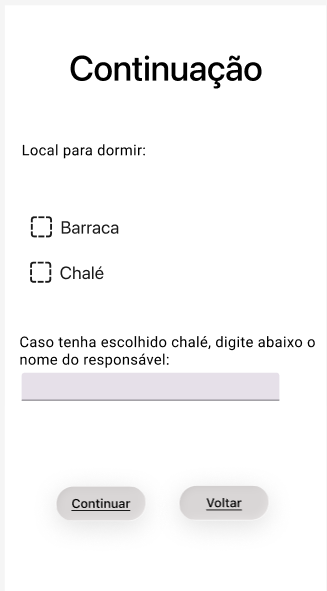 Continuação
Local para dormir:
Barraca
Chalé
Caso tenha escolhido chalé, digite abaixo o
nome do responsável:
Continuar
Voltar